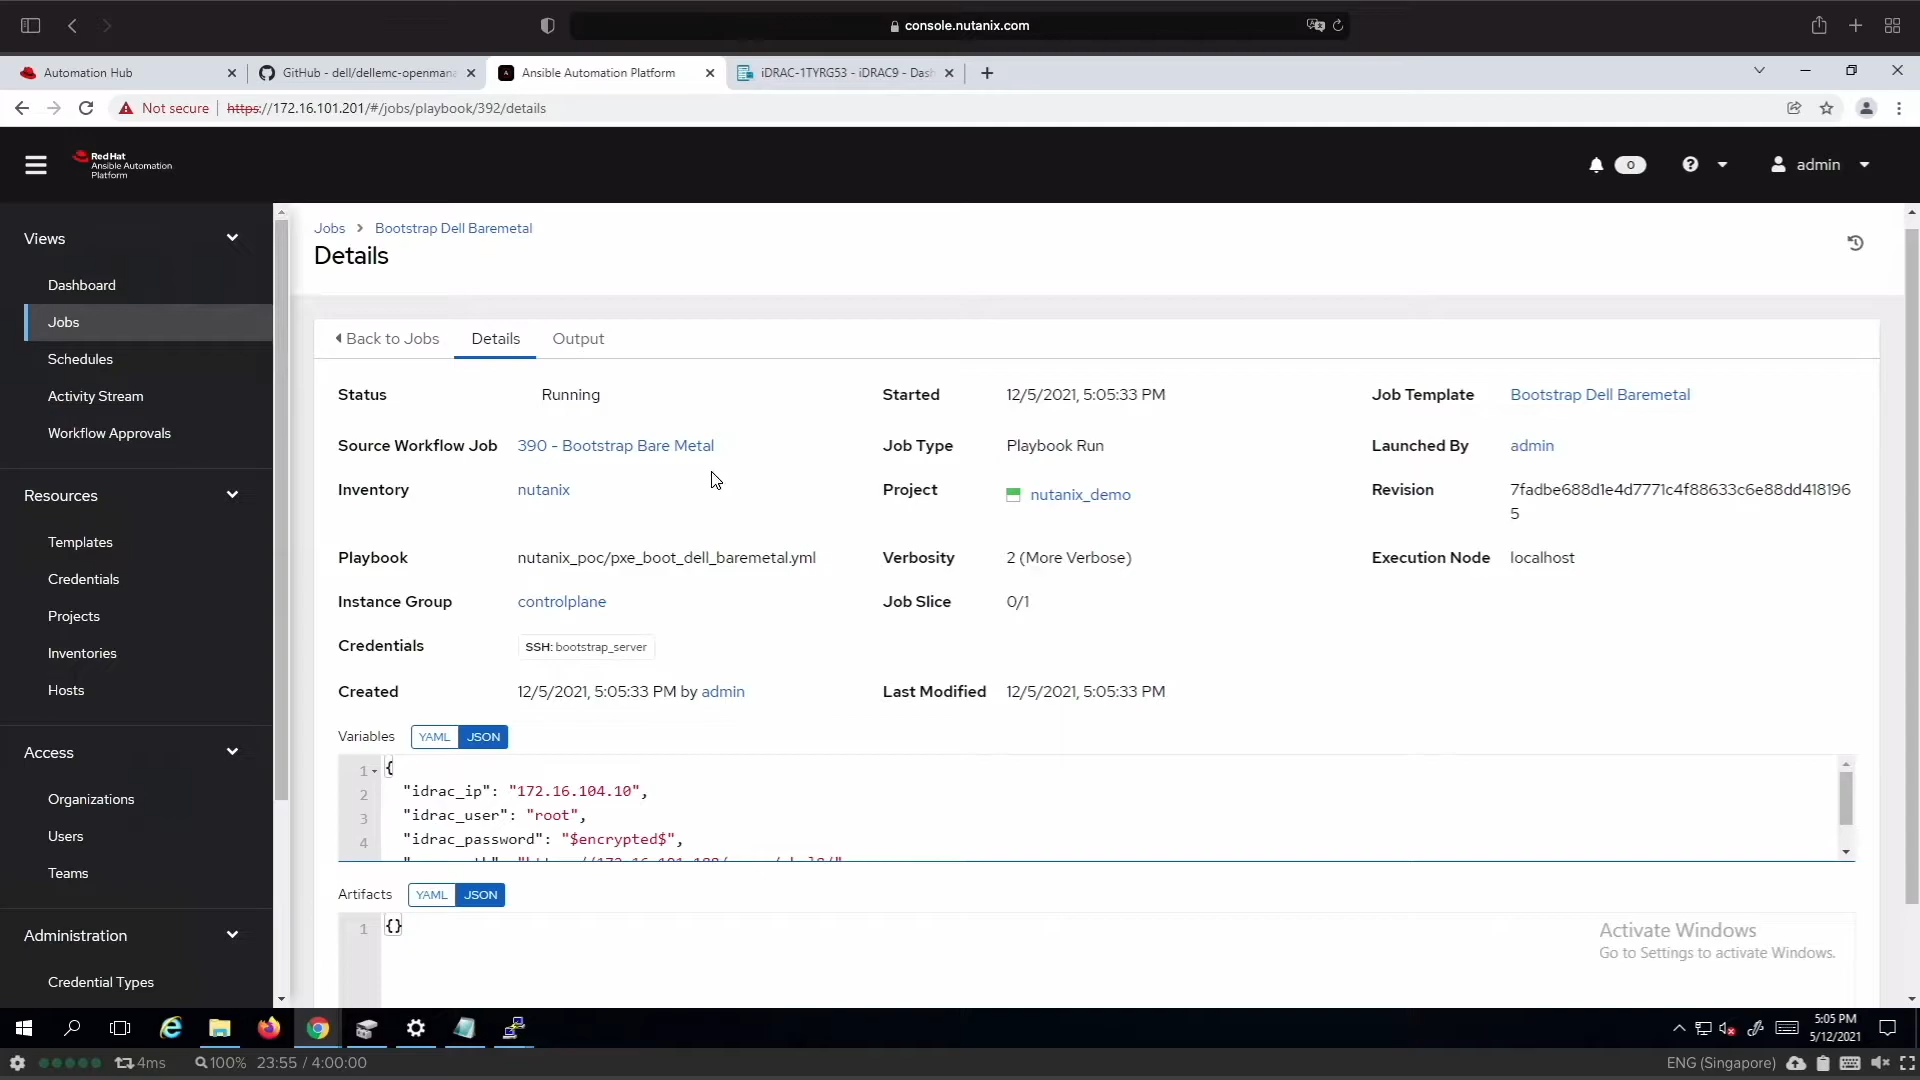 console.nutanix.com
Automation Hub
GitHub - dell/dellemc-openmana
Ansible Automation Platform
iDRAC-1TYRG53 - iDRAC9 - Dash
Not secure
https://172.16.101.201/#/jobs/playbook/392/details
Red Hat
Ansible Automation
Platform
0
admin
Views
Dashboard
Jobs
Schedules
Activity Stream
Workflow Approvals
Resources
Templates
Credentials
Projects
Inventories
Hosts
Access
Organizations
Users
Teams
Administration
Credential Types
Jobs > Bootstrap Dell Baremetal
Details
Back to Jobs Details Output
Status Running Started 12/5/2021, 5:05:33 PM Job Template Bootstrap Dell Baremetal
Source Workflow Job 390 - Bootstrap Bare Metal Job Type Playbook Run Launched By admin
Inventory nutanix Project nutanix_demo Revision 7fadbe688d1e4d7771c4f88633c6e88dd418196
5
Playbook nutanix_poc/pxe_boot_dell_baremetal.yml Verbosity 2 (More Verbose) Execution Node localhost
Instance Group controlplane Job Slice 0/1
Credentials SSH: bootstrap_server
Created 12/5/2021, 5:05:33 PM by admin Last Modified 12/5/2021, 5:05:33 PM
Variables YAML JSON
1 {
2 "idrac_ip": "172.16.104.10",
3 "idrac_user": "root",
4 "idrac_password": "$encrypted$",
Artifacts YAML JSON
1 {}
Activate Windows
Go to Settings to activate Windows.
5:05 PM
5/12/2021
4ms 100% 23:55 / 4:00:00 ENG (Singapore)